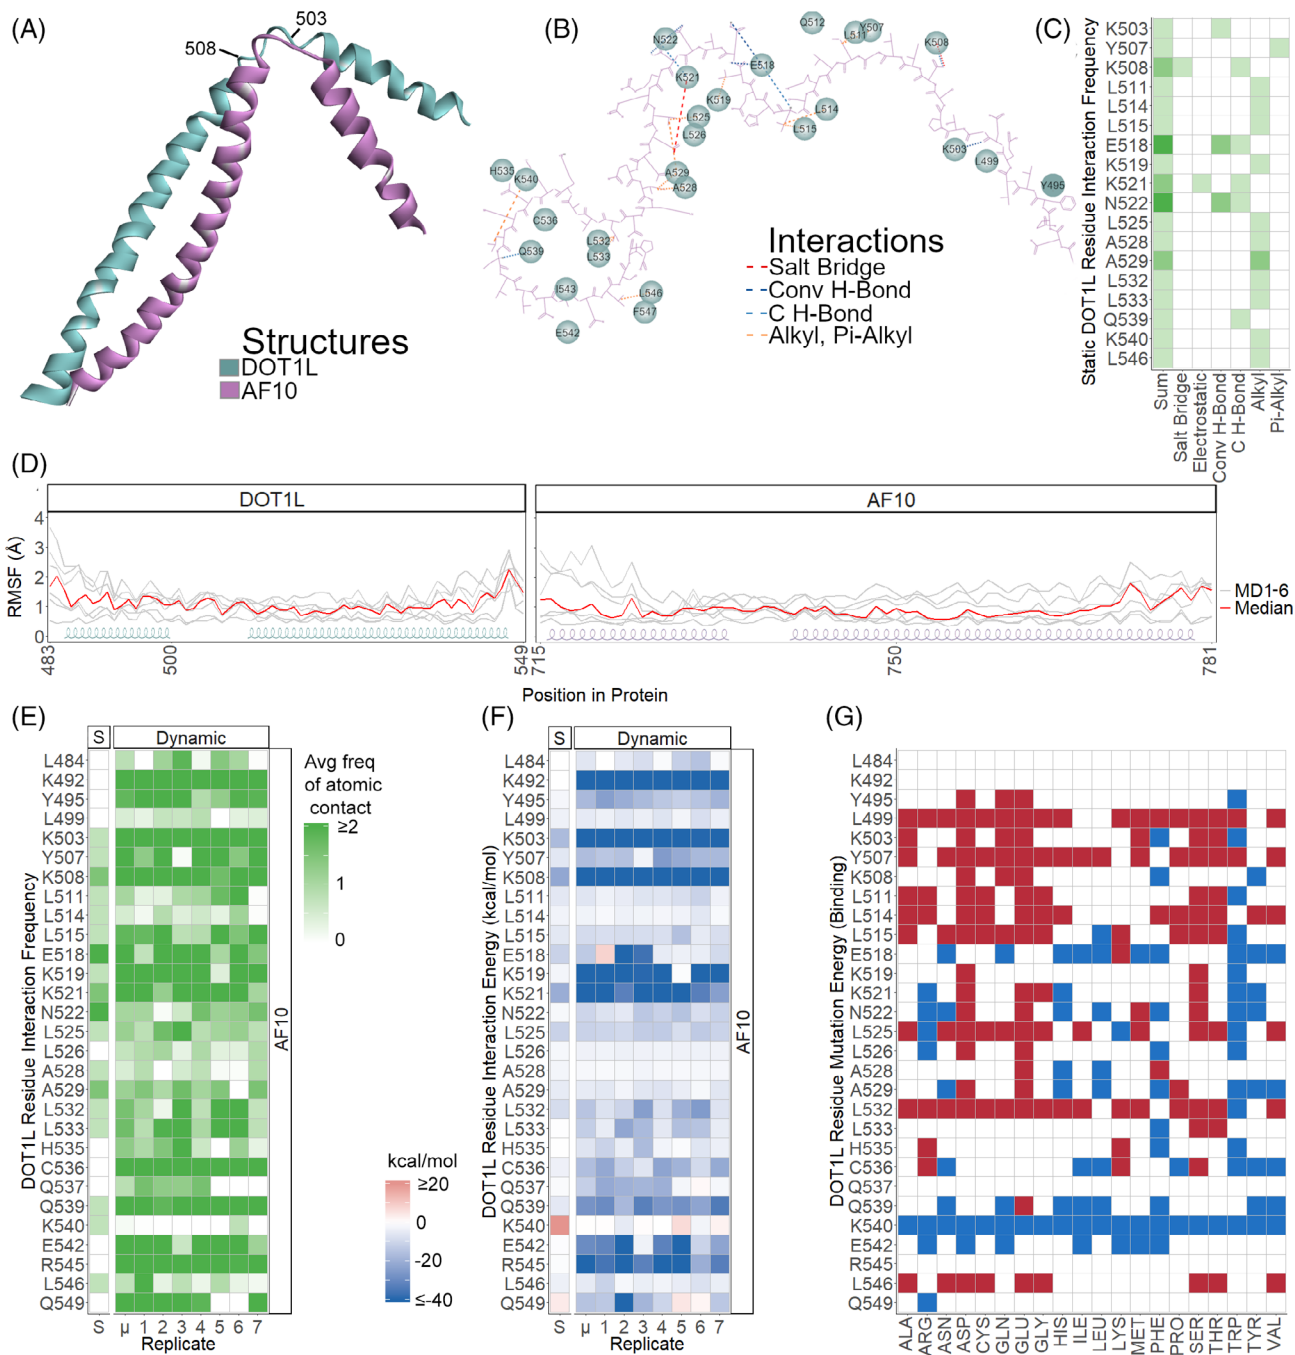 (A)
503
508
Structures
DOT1L
AF10
(B)
Q512
L511
Y507
K508
N522
E518
K521
K519
L514
L515
L525
L526
K503
L499
Y495
A529
A528
H535
K540
C536
Q539
L532
L533
I543
L546
F547
E542
Interactions
Salt Bridge
Conv H-Bond
C H-Bond
Alkyl, Pi-Alkyl
(C)
Static DOT1L Residue Interaction Frequency
K503
Y507
K508
L511
L514
L515
E518
K519
K521
N522
L525
A528
A529
L532
L533
Q539
K540
L546
Sum
Salt Bridge
Electrostatic
Conv H-Bond
C H-Bond
Alkyl
Pi-Alkyl
(D)
DOT1L
AF10
RMSF (Å)
4
3
2
1
0
483
500
549
715
750
781
Position in Protein
MD1-6
Median
(E)
S
Dynamic
DOT1L Residue Interaction Frequency
L484
K492
Y495
L499
K503
Y507
K508
L511
L514
L515
E518
K519
K521
N522
L525
L526
A528
A529
L532
L533
H535
C536
Q537
Q539
K540
E542
R545
L546
Q549
AF10
S µ 1 2 3 4 5 6 7
Replicate
Avg freq
of atomic
contact
≥2
1
0
kcal/mol
≥20
0
-20
≤-40
(F)
S
Dynamic
DOT1L Residue Interaction Energy (kcal/mol)
L484
K492
Y495
L499
K503
Y507
K508
L511
L514
L515
E518
K519
K521
N522
L525
L526
A528
A529
L532
L533
H535
C536
Q537
Q539
K540
E542
R545
L546
Q549
AF10
S µ 1 2 3 4 5 6 7
Replicate
(G)
DOT1L Residue Mutation Energy (Binding)
L484
K492
Y495
L499
K503
Y507
K508
L511
L514
L515
E518
K519
K521
N522
L525
L526
A528
A529
L532
L533
H535
C536
Q537
Q539
K540
E542
R545
L546
Q549
ALA
ARG
ASN
ASP
CYS
GLN
GLU
GLY
HIS
ILE
LEU
LYS
MET
PHE
PRO
SER
THR
TRP
TYR
VAL